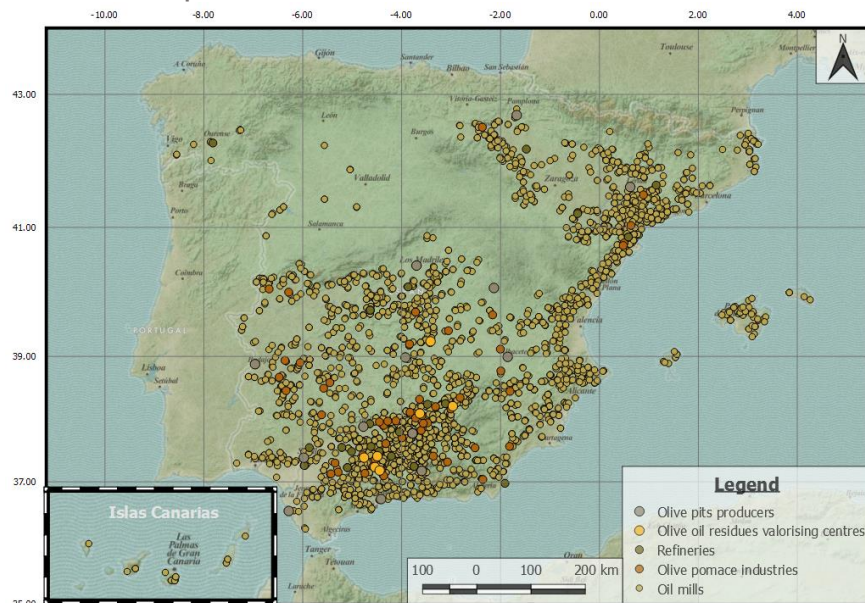 -10.00 -8.00 -6.00 -4.00 -2.00 0.00 2.00 4.00
N
Toulouse
Montpellier
A Coruña
Gijón
Santander
Bilbao
San Sebastián
43.00
Vitoria-Gasteiz
Pamplona
Perpignan
León
Burgos
Vigo
Ourense
Valladolid
Zaragoza
Braga
Porto
41.00
Salamanca
Coimbra
PORTUGAL
Valencia
39.00
Lisboa
Setúbal
Alicante
Cartagena
37.00
Algeciras
Tanger
Tétouan
Oran
Larache
35.00
Islas Canarias
Las
Palmas
de Gran
Canaria
Legend
Olive pits producers
Olive oil residues valorising centres
Refineries
Olive pomace industries
Oil mills
100 0 100 200 km